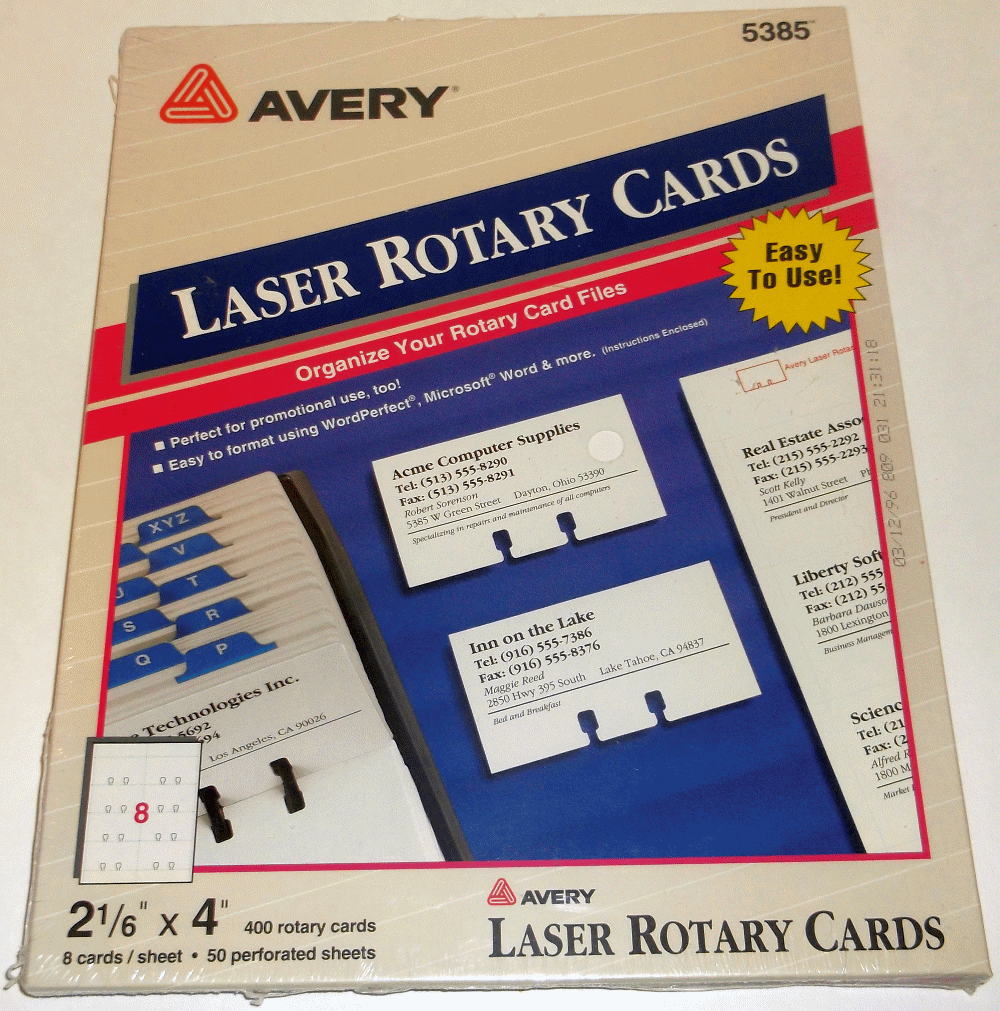 5385™
AVERY®
LASER ROTARY CARDS
Easy
To Use!
Organize Your Rotary Card Files
■ Perfect for promotional use, too!
■ Easy to format using WordPerfect®, Microsoft® Word & more. (Instructions Enclosed)
Avery Laser Rotar
Acme Computer Supplies
Tel: (513) 555-8290
Fax: (513) 555-8291
Robert Sorenson
5385 W Green Street Dayton, Ohio 53390
Specializing in repairs and maintenance of all computers
Real Estate Asso
Tel: (215) 555-2292
Fax: (215) 555-2293
Scott Kelly
1401 Walnut Street Ph
President and Director
03/12/96 809 031 21:31:18
XYZ
V
J
T
S
R
Q
P
Inn on the Lake
Tel: (916) 555-7386
Fax: (916) 555-8376
Maggie Reed
2850 Hwy 395 South Lake Tahoe, CA 94837
Bed and Breakfast
Liberty Soft
Tel: (212) 555
Fax: (212) 55
Barbara Dawso
1800 Lexington
Business Managem
Technologies Inc.
5692
94
Los Angeles, CA 90026
Scienc
Tel: (21
Fax: (2
Alfred R
1800 M
Market
8
2 1/6" x 4" 400 rotary cards
8 cards / sheet • 50 perforated sheets
AVERY
LASER ROTARY CARDS